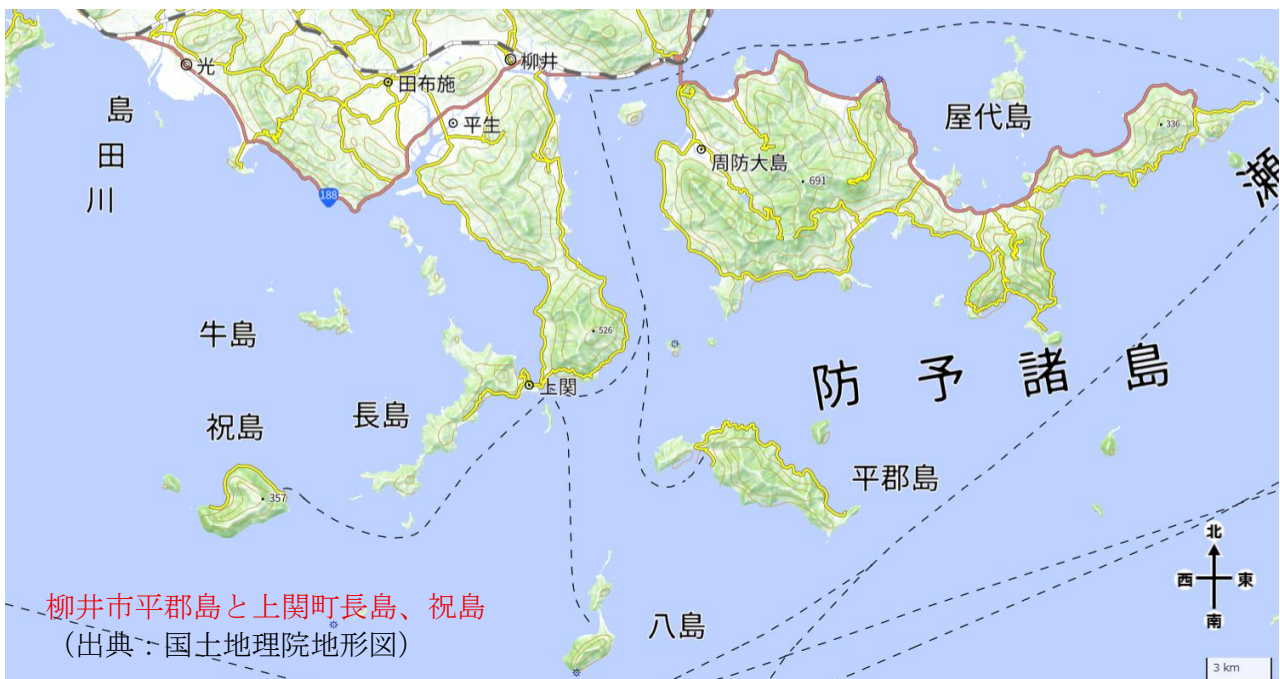 光
柳井
田布施
平生
島田川
188
周防大島
691
屋代島
336
瀬
牛島
526
上関
長島
祝島
357
防予諸島
平郡島
八島
北
西
東
南
柳井市平郡島と上関町長島、祝島
（出典：国土地理院地形図）
3 km